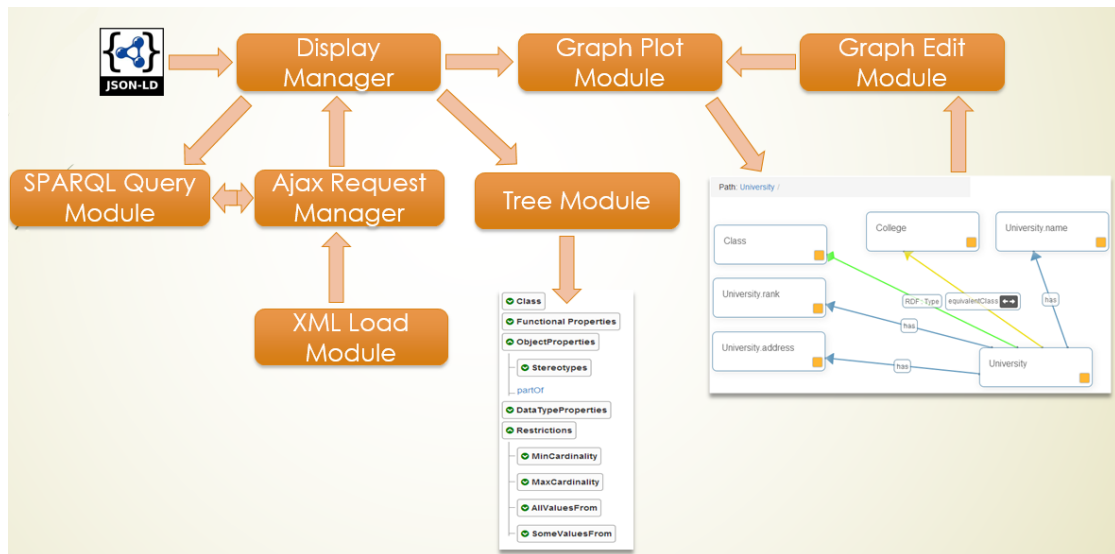 JSON-LD
Display
Manager
Graph Plot
Module
Graph Edit
Module
SPARQL Query
Module
Ajax Request
Manager
Tree Module
XML Load
Module
Class
Functional Properties
ObjectProperties
Stereotypes
partOf
DataTypeProperties
Restrictions
MinCardinality
MaxCardinality
AllValuesFrom
SomeValuesFrom
Path: University /
Class
College
University.name
University.rank
RDF : Type
equivalentClass
has
has
University.address
has
University